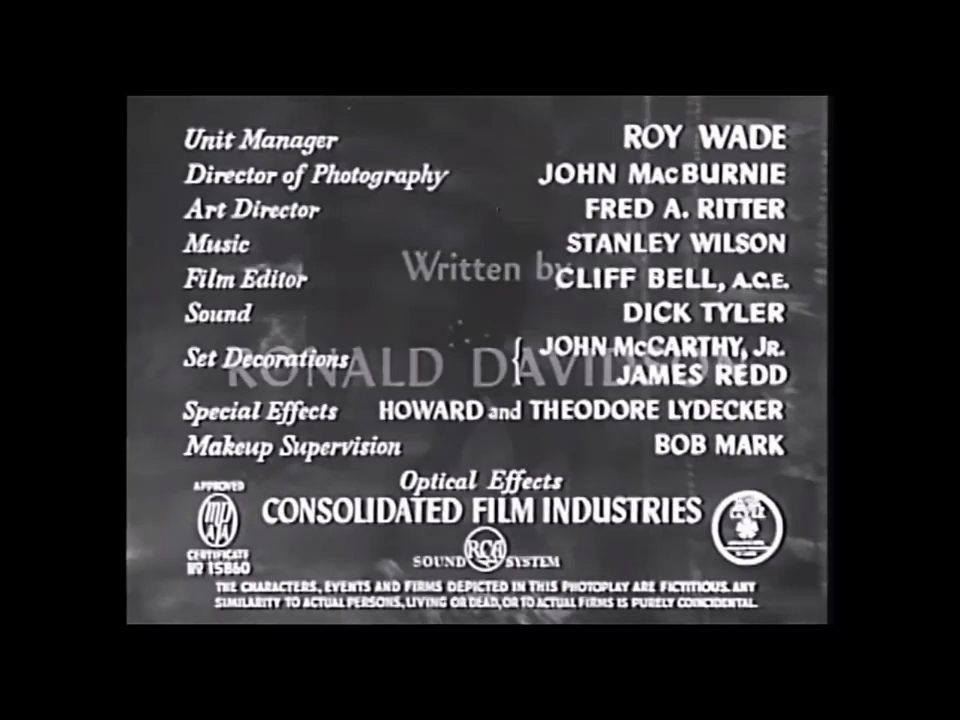 Unit Manager ROY WADE
Director of Photography JOHN MacBURNIE
Art Director FRED A. RITTER
Music STANLEY WILSON
Written by
Film Editor CLIFF BELL, A.C.E.
Sound DICK TYLER
Set Decorations { JOHN McCARTHY, JR.
JAMES REDD
RONALD DAVIDSON
Special Effects HOWARD and THEODORE LYDECKER
Makeup Supervision BOB MARK
Optical Effects
CONSOLIDATED FILM INDUSTRIES
APPROVED
MPAA
CERTIFICATE
No 15860
SOUND RCA SYSTEM
THE CHARACTERS, EVENTS AND FIRMS DEPICTED IN THIS PHOTOPLAY ARE FICTITIOUS. ANY
SIMILARITY TO ACTUAL PERSONS, LIVING OR DEAD, OR TO ACTUAL FIRMS IS PURELY COINCIDENTAL.